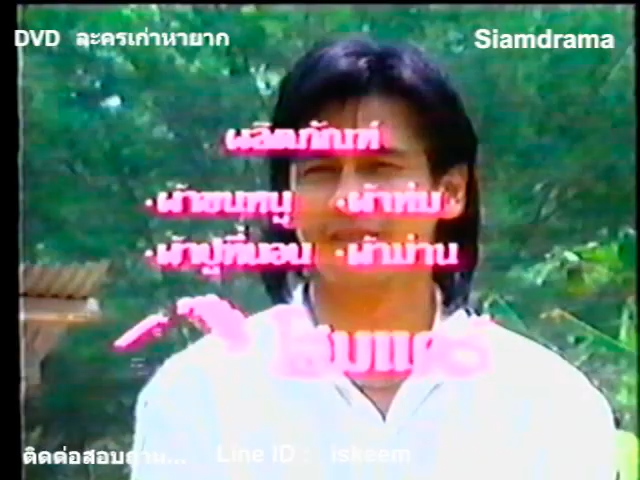 DVD ละครเก่าหายาก
Siamdrama
ผลิตภัณฑ์
·ผ้าขนหนู ·ผ้าห่ม
·ผ้าปูที่นอน ·ผ้าม่าน
ติดต่อสอบถาม... Line ID : iskeem